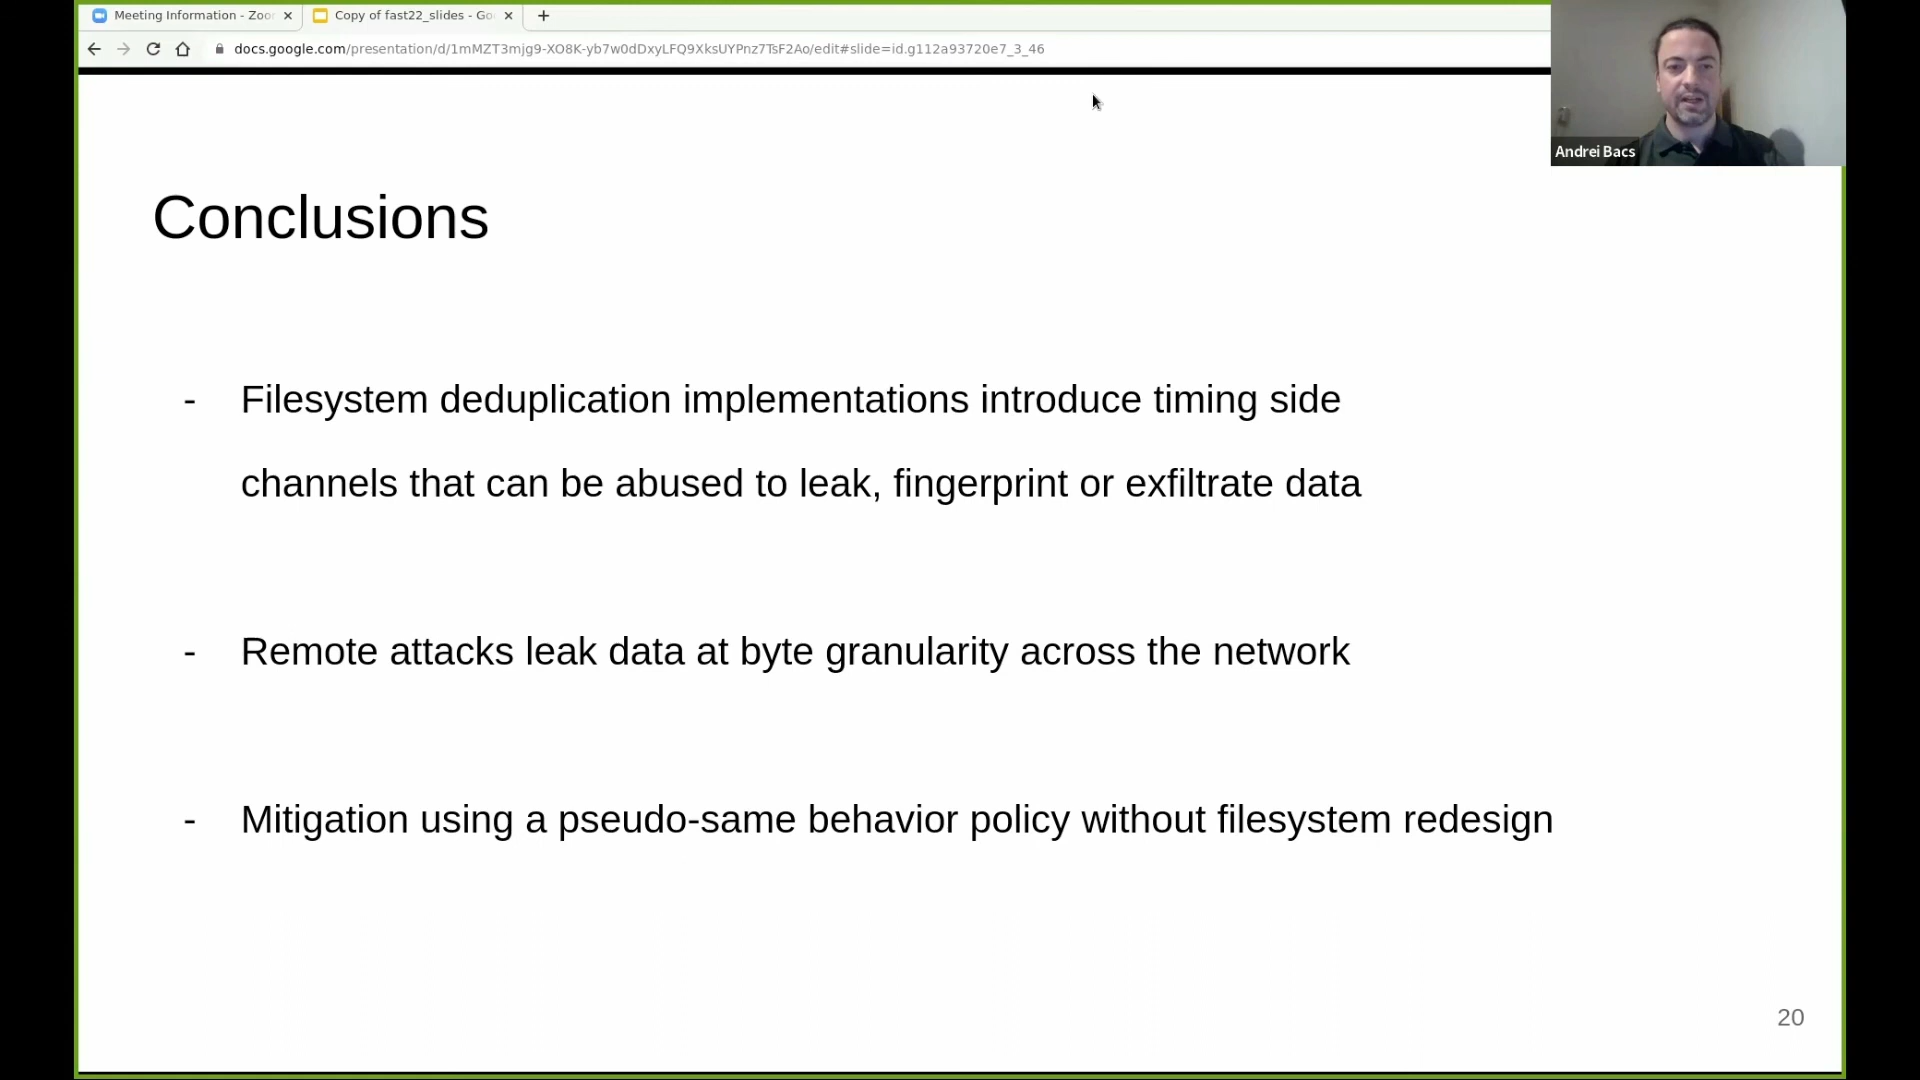 Meeting Information - Zoo
Copy of fast22_slides - Go
docs.google.com/presentation/d/1mMZT3mjg9-XO8K-yb7w0dDxyLFQ9XksUYPnz7TsF2Ao/edit#slide=id.g112a93720e7_3_46
Andrei Bacs
Conclusions
- Filesystem deduplication implementations introduce timing side
channels that can be abused to leak, fingerprint or exfiltrate data
- Remote attacks leak data at byte granularity across the network
- Mitigation using a pseudo-same behavior policy without filesystem redesign
20